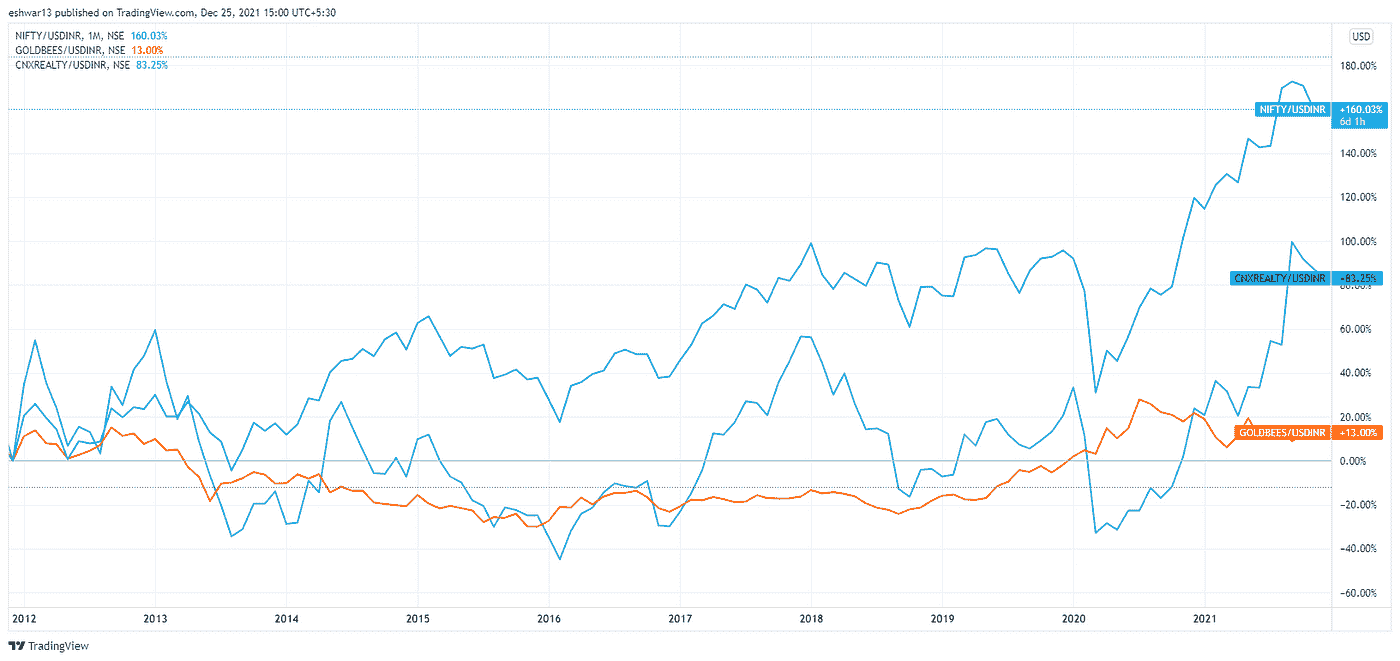 eshwar13 published on TradingView.com, Dec 25, 2021 15:00 UTC+5:30
NIFTY/USDINR, 1M, NSE 160.03%
GOLDBEES/USDINR, NSE 13.00%
CNXREALTY/USDINR, NSE 83.25%
USD
180.00%
NIFTY/USDINR +160.03%
6d 1h
140.00%
120.00%
100.00%
CNXREALTY/USDINR +83.25%
80.00%
60.00%
40.00%
20.00%
GOLDBEES/USDINR +13.00%
0.00%
−20.00%
−40.00%
−60.00%
2012 2013 2014 2015 2016 2017 2018 2019 2020 2021
TradingView